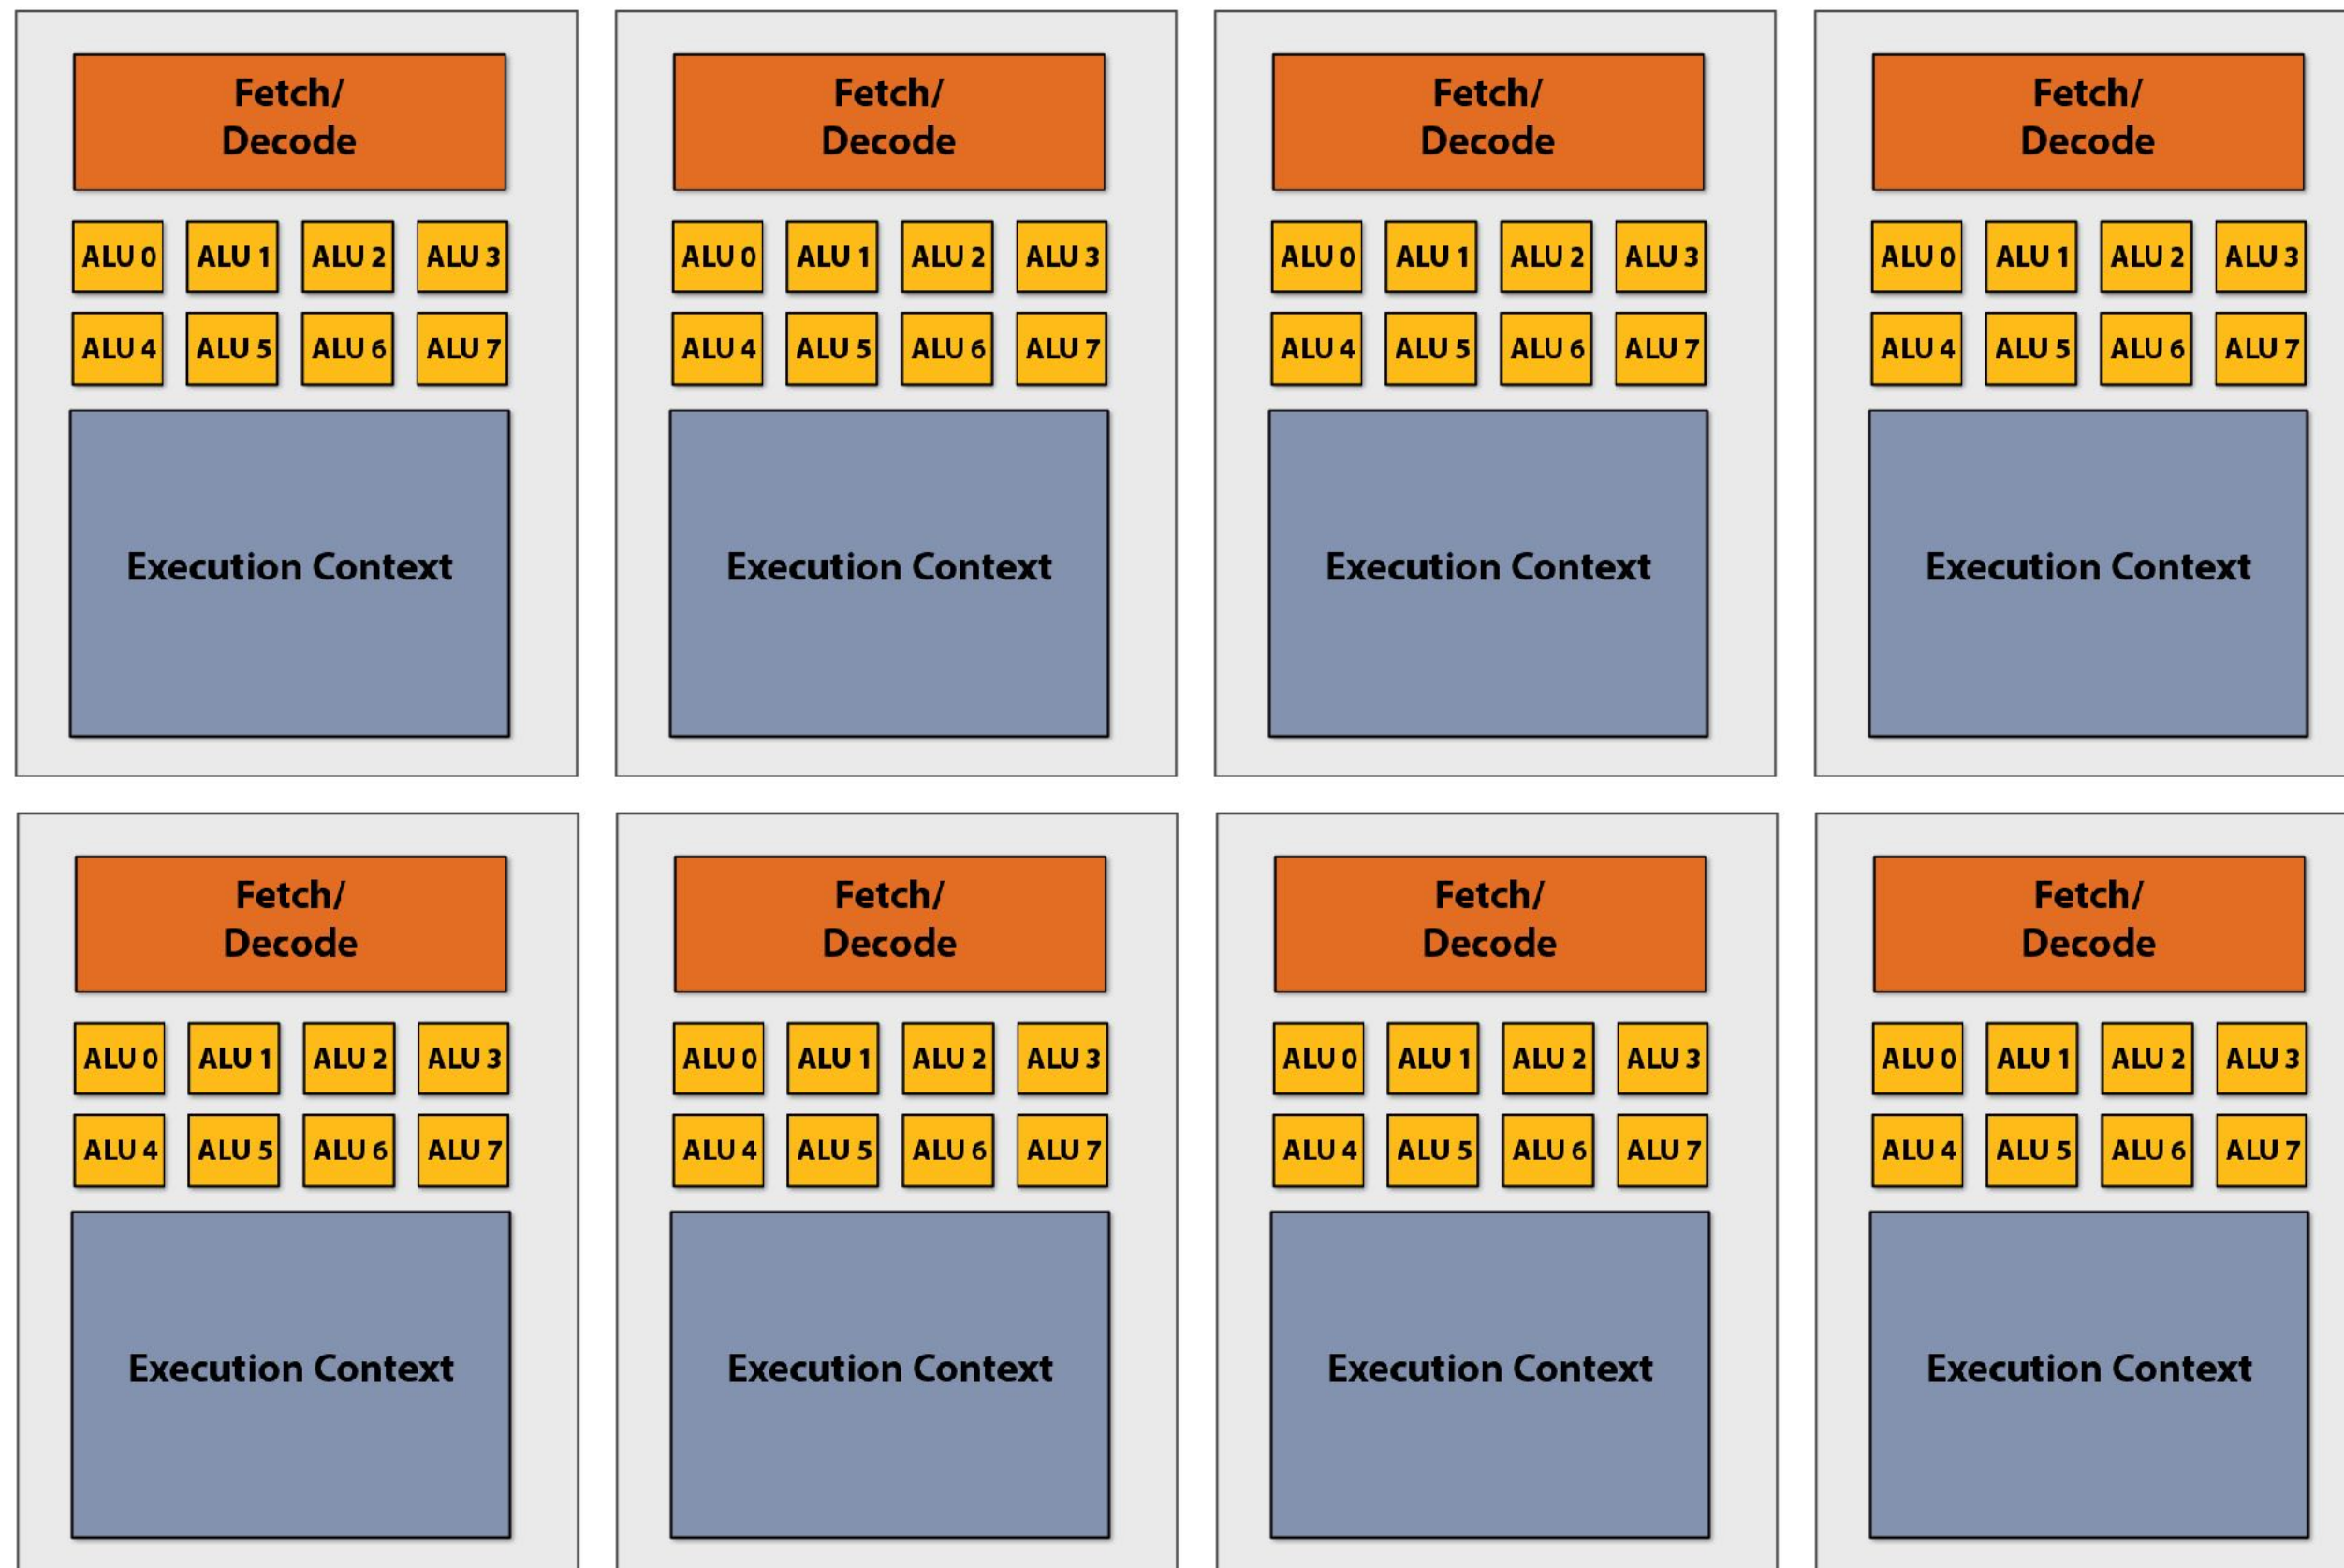 Fetch/ Fetch/ Fetch/ Fetch/
Decode Decode Decode Decode
ALU 0 ALU 1 ALU 2 ALU 3 ALU 0 ALU 1 ALU 2 ALU 3 ALU 0 ALU 1 ALU 2 ALU 3 ALU 0 ALU 1 ALU 2 ALU 3
ALU 4 ALU 5 ALU 6 ALU 7 ALU 4 ALU 5 ALU 6 ALU 7 ALU 4 ALU 5 ALU 6 ALU 7 ALU 4 ALU 5 ALU 6 ALU 7
Execution Context Execution Context Execution Context Execution Context
Fetch/ Fetch/ Fetch/ Fetch/
Decode Decode Decode Decode
ALU 0 ALU 1 ALU 2 ALU 3 ALU 0 ALU 1 ALU 2 ALU 3 ALU 0 ALU 1 ALU 2 ALU 3 ALU 0 ALU 1 ALU 2 ALU 3
ALU 4 ALU 5 ALU 6 ALU 7 ALU 4 ALU 5 ALU 6 ALU 7 ALU 4 ALU 5 ALU 6 ALU 7 ALU 4 ALU 5 ALU 6 ALU 7
Execution Context Execution Context Execution Context Execution Context